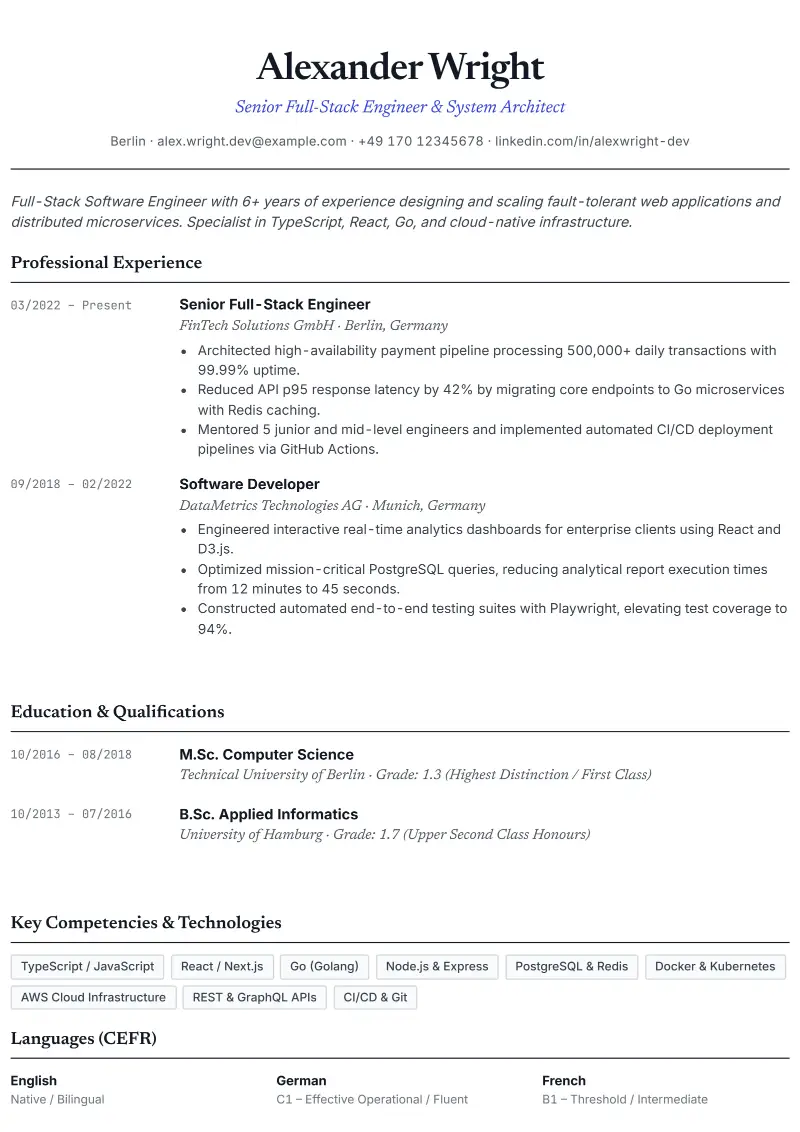 Alexander Wright
Senior Full-Stack Engineer & System Architect
Berlin · alex.wright.dev@example.com · +49 170 12345678 · linkedin.com/in/alexwright-dev
Full-Stack Software Engineer with 6+ years of experience designing and scaling fault-tolerant web applications and
distributed microservices. Specialist in TypeScript, React, Go, and cloud-native infrastructure.
Professional Experience
03/2022 – Present
Senior Full-Stack Engineer
FinTech Solutions GmbH · Berlin, Germany
• Architected high-availability payment pipeline processing 500,000+ daily transactions with
99.99% uptime.
• Reduced API p95 response latency by 42% by migrating core endpoints to Go microservices
with Redis caching.
• Mentored 5 junior and mid-level engineers and implemented automated CI/CD deployment
pipelines via GitHub Actions.
09/2018 – 02/2022
Software Developer
DataMetrics Technologies AG · Munich, Germany
• Engineered interactive real-time analytics dashboards for enterprise clients using React and
D3.js.
• Optimized mission-critical PostgreSQL queries, reducing analytical report execution times
from 12 minutes to 45 seconds.
• Constructed automated end-to-end testing suites with Playwright, elevating test coverage to
94%.
Education & Qualifications
10/2016 – 08/2018
M.Sc. Computer Science
Technical University of Berlin · Grade: 1.3 (Highest Distinction / First Class)
10/2013 – 07/2016
B.Sc. Applied Informatics
University of Hamburg · Grade: 1.7 (Upper Second Class Honours)
Key Competencies & Technologies
TypeScript / JavaScript React / Next.js Go (Golang) Node.js & Express PostgreSQL & Redis Docker & Kubernetes
AWS Cloud Infrastructure REST & GraphQL APIs CI/CD & Git
Languages (CEFR)
English German French
Native / Bilingual C1 – Effective Operational / Fluent B1 – Threshold / Intermediate